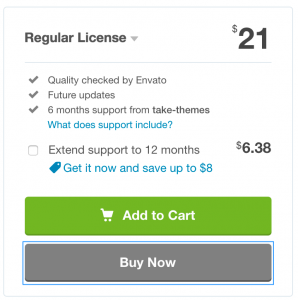 Regular License
$21
Quality checked by Envato
Future updates
6 months support from take-themes
What does support include?
Extend support to 12 months
$6.38
Get it now and save up to $8
Add to Cart
Buy Now